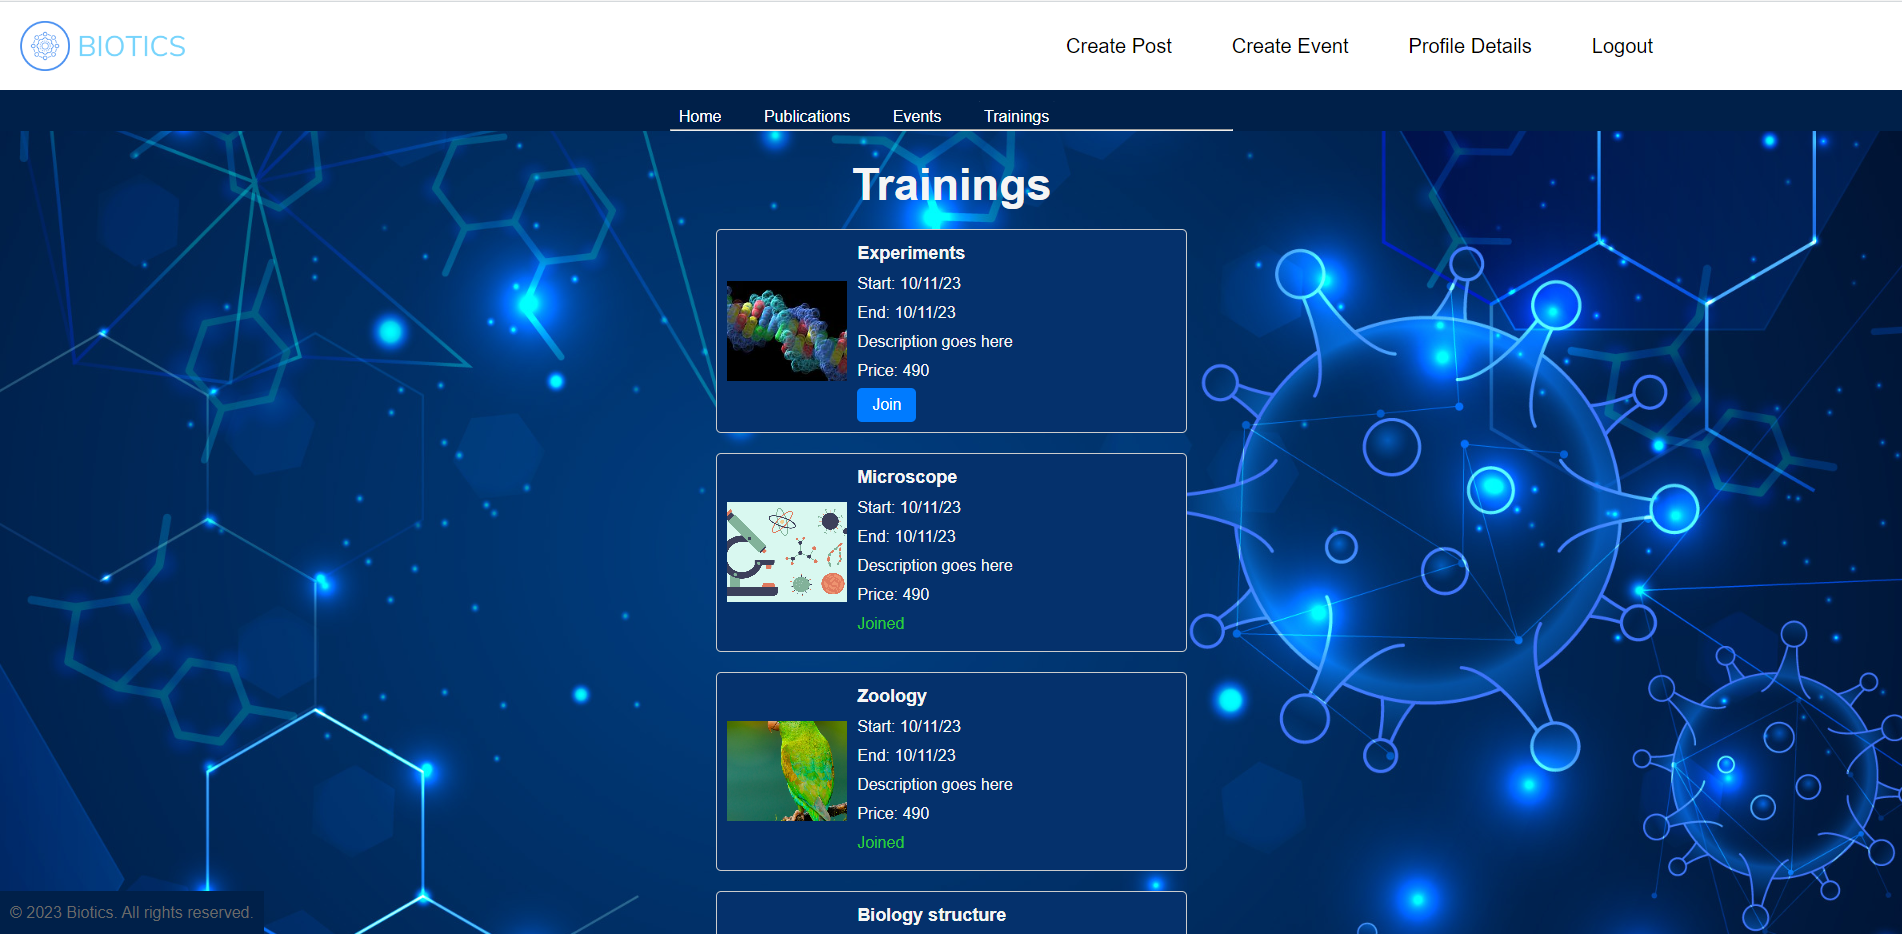 BIOTICS
Create Post
Create Event
Profile Details
Logout
Home
Publications
Events
Trainings
Trainings
Experiments
Start: 10/11/23
End: 10/11/23
Description goes here
Price: 490
Join
Microscope
Start: 10/11/23
End: 10/11/23
Description goes here
Price: 490
Joined
Zoology
Start: 10/11/23
End: 10/11/23
Description goes here
Price: 490
Joined
Biology structure
© 2023 Biotics. All rights reserved.